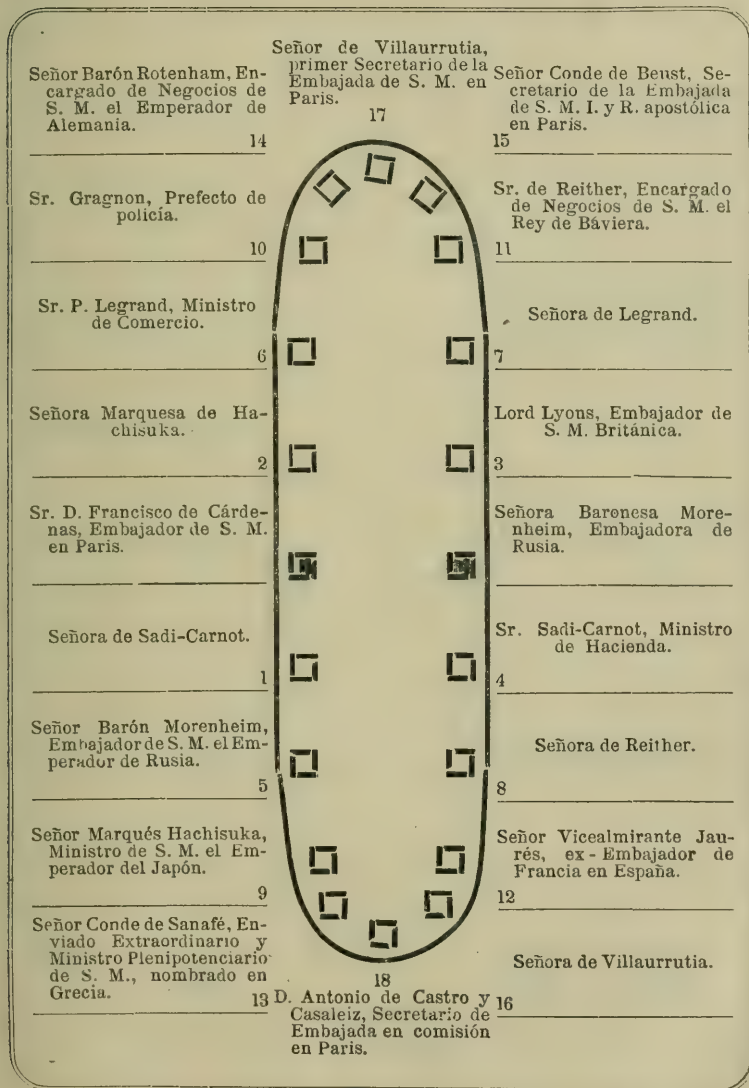 Señor de Villaurrutia,
primer Secretario de la
Embajada de S. M. en
Paris.
17
Señor Barón Rotenham, En-
cargado de Negocios de
S. M. el Emperador de
Alemania.
14
Señor Conde de Beust, Se-
cretario de la Embajada
de S. M. I. y R. apostólica
en Paris.
15
Sr. Gragnon, Prefecto de
policía.
10
Sr. de Reither, Encargado
de Negocios de S. M. el
Rey de Báviera.
11
Sr. P. Legrand, Ministro
de Comercio.
6
Señora de Legrand.
7
Señora Marquesa de Ha-
chisuka.
2
Lord Lyons, Embajador de
S. M. Británica.
3
Sr. D. Francisco de Cárde-
nas, Embajador de S. M.
en Paris.
Señora Baronesa More-
nheim, Embajadora de
Rusia.
Señora de Sadi-Carnot.
1
Sr. Sadi-Carnot, Ministro
de Hacienda.
4
Señor Barón Morenheim,
Embajador de S. M. el Em-
perador de Rusia.
5
Señora de Reither.
8
Señor Marqués Hachisuka,
Ministro de S. M. el Em-
perador del Japón.
9
Señor Vicealmirante Jau-
rés, ex-Embajador de
Francia en España.
12
Señor Conde de Sanafé, En-
viado Extraordinario y
Ministro Plenipotenciario
de S. M., nombrado en
Grecia.
13
Señora de Villaurrutia.
16
18
D. Antonio de Castro y
Casaleiz, Secretario de
Embajada en comisión
en Paris.